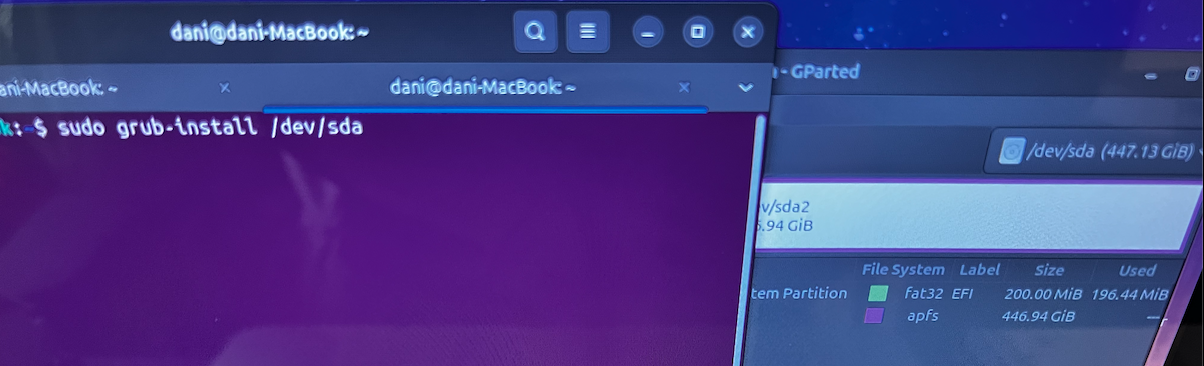 dani@dani-MacBook: ~
ani-MacBook: ~
dani@dani-MacBook: ~
k:~$ sudo grub-install /dev/sda
- GParted
/dev/sda (447.13 GiB)
v/sda2
6.94 GiB
File System Label Size Used
tem Partition fat32 EFI 200.00 MiB 196.44 MiB
apfs 446.94 GiB ---